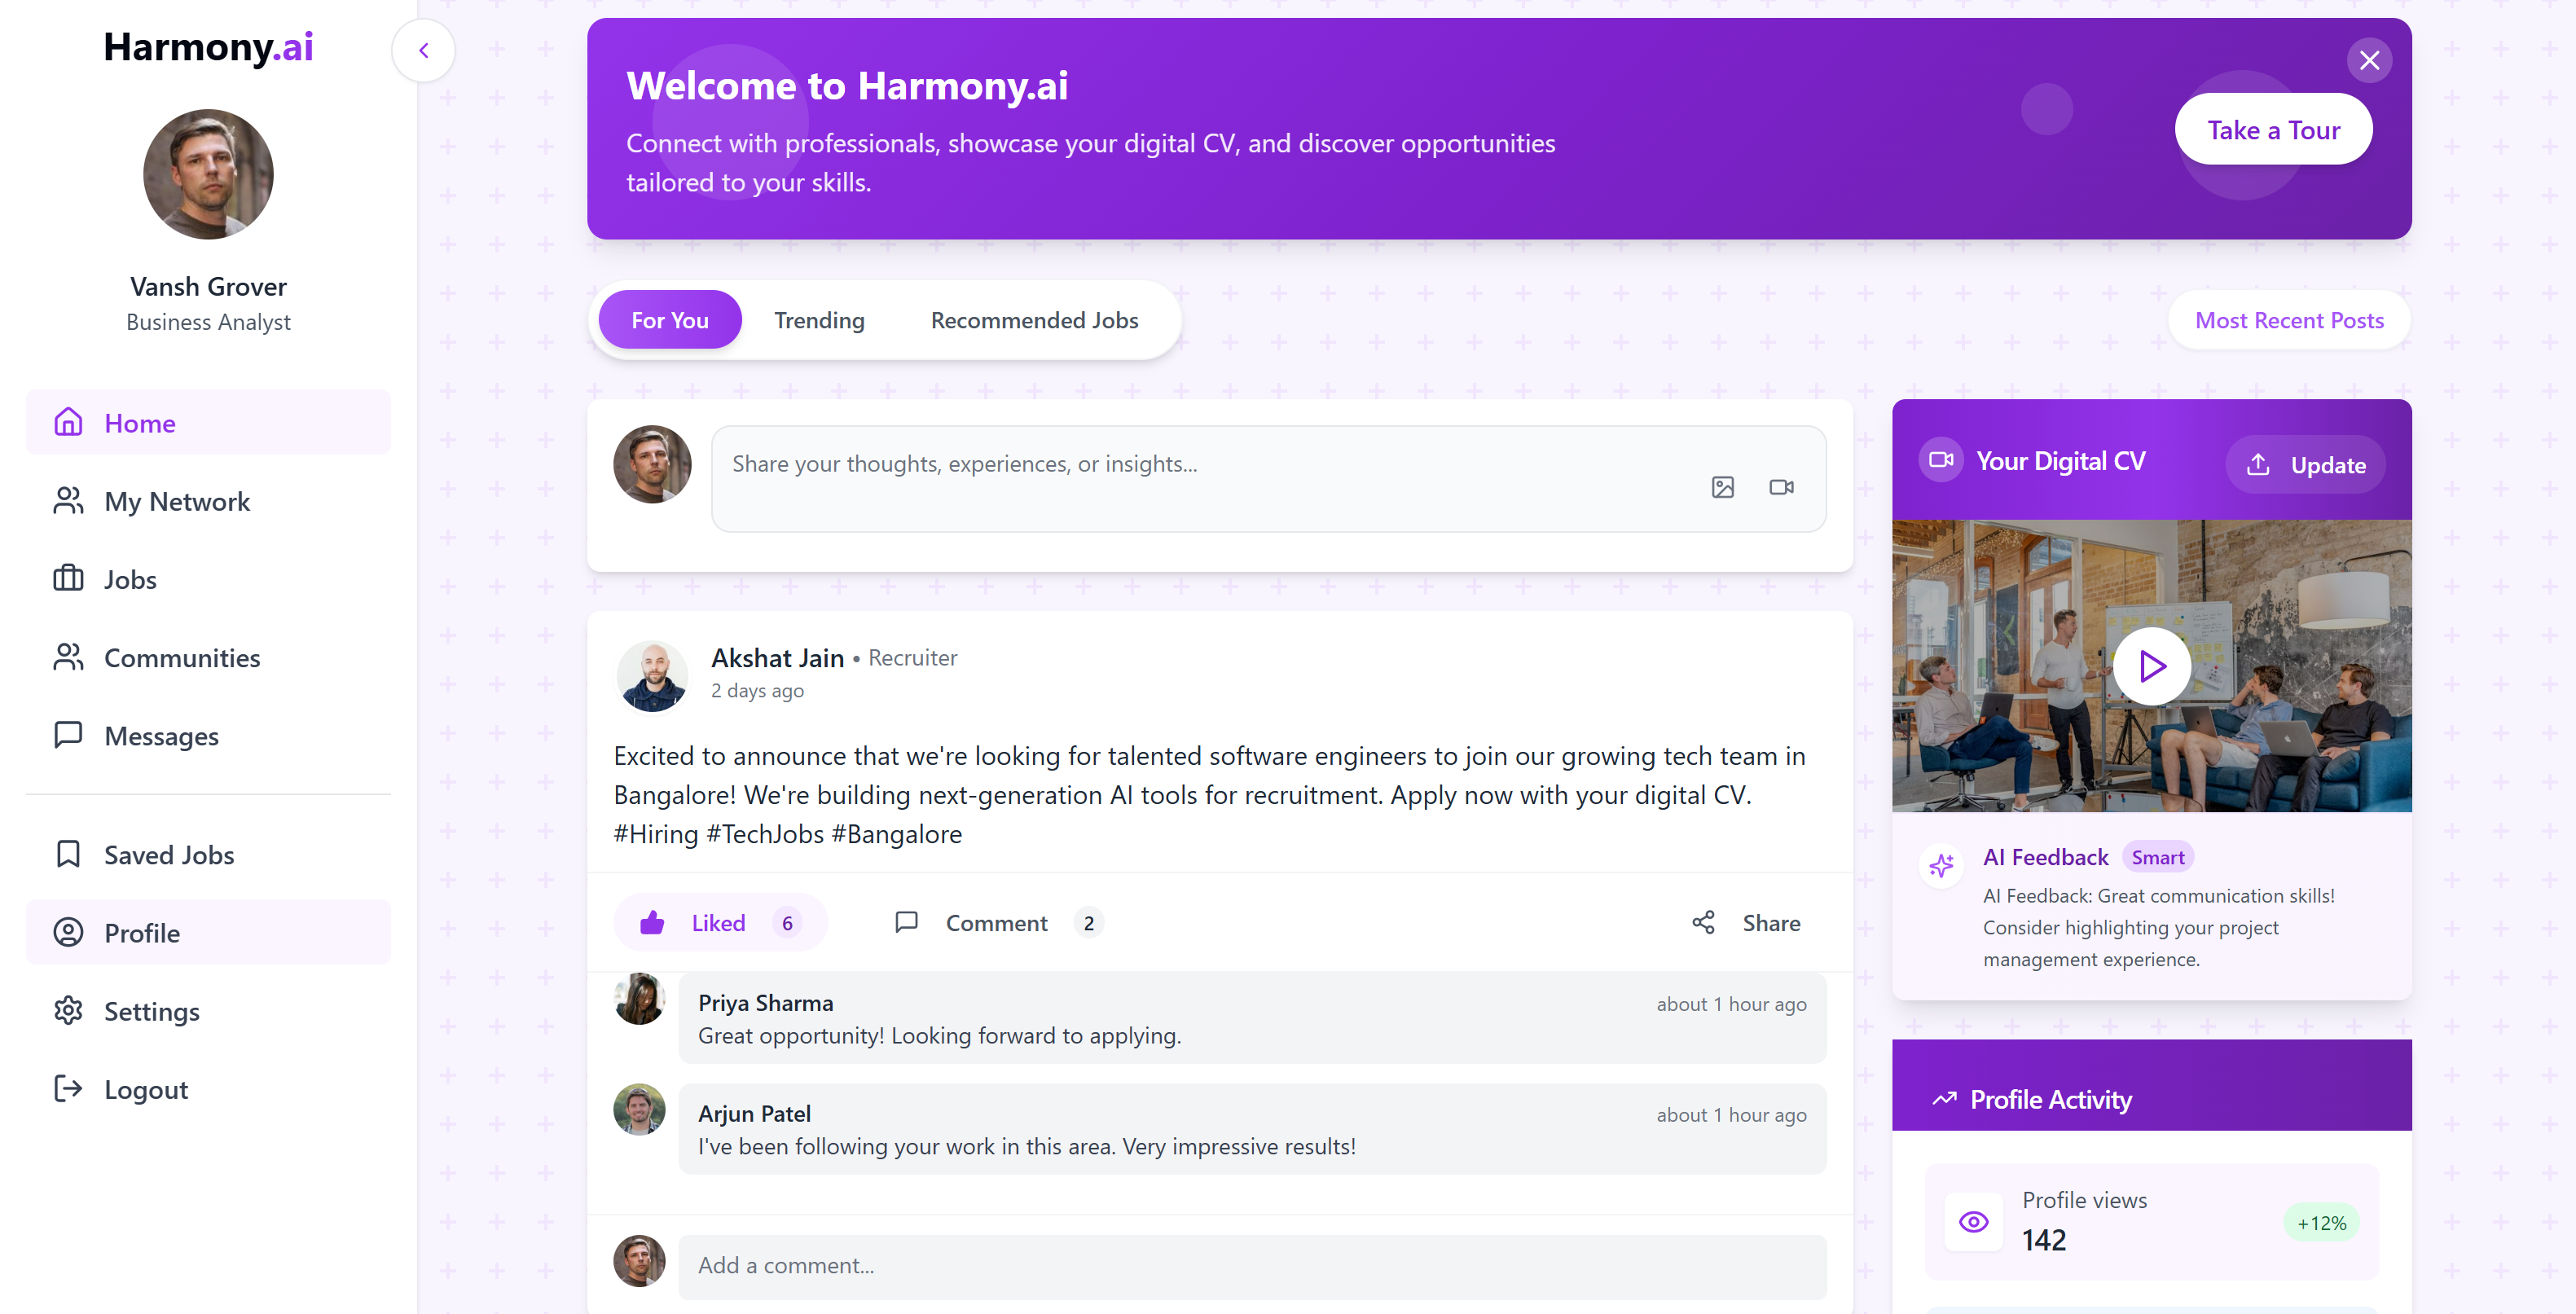 Harmony.ai
Vansh Grover
Business Analyst
Home
My Network
Jobs
Communities
Messages
Saved Jobs
Profile
Settings
Logout
Welcome to Harmony.ai
Connect with professionals, showcase your digital CV, and discover opportunities
tailored to your skills.
Take a Tour
For You
Trending
Recommended Jobs
Most Recent Posts
Share your thoughts, experiences, or insights...
Akshat Jain • Recruiter
2 days ago
Excited to announce that we're looking for talented software engineers to join our growing tech team in
Bangalore! We're building next-generation AI tools for recruitment. Apply now with your digital CV.
#Hiring #TechJobs #Bangalore
Liked 6
Comment 2
Share
Priya Sharma
about 1 hour ago
Great opportunity! Looking forward to applying.
Arjun Patel
about 1 hour ago
I've been following your work in this area. Very impressive results!
Add a comment...
Your Digital CV
Update
AI Feedback Smart
AI Feedback: Great communication skills!
Consider highlighting your project
management experience.
Profile Activity
Profile views
142
+12%